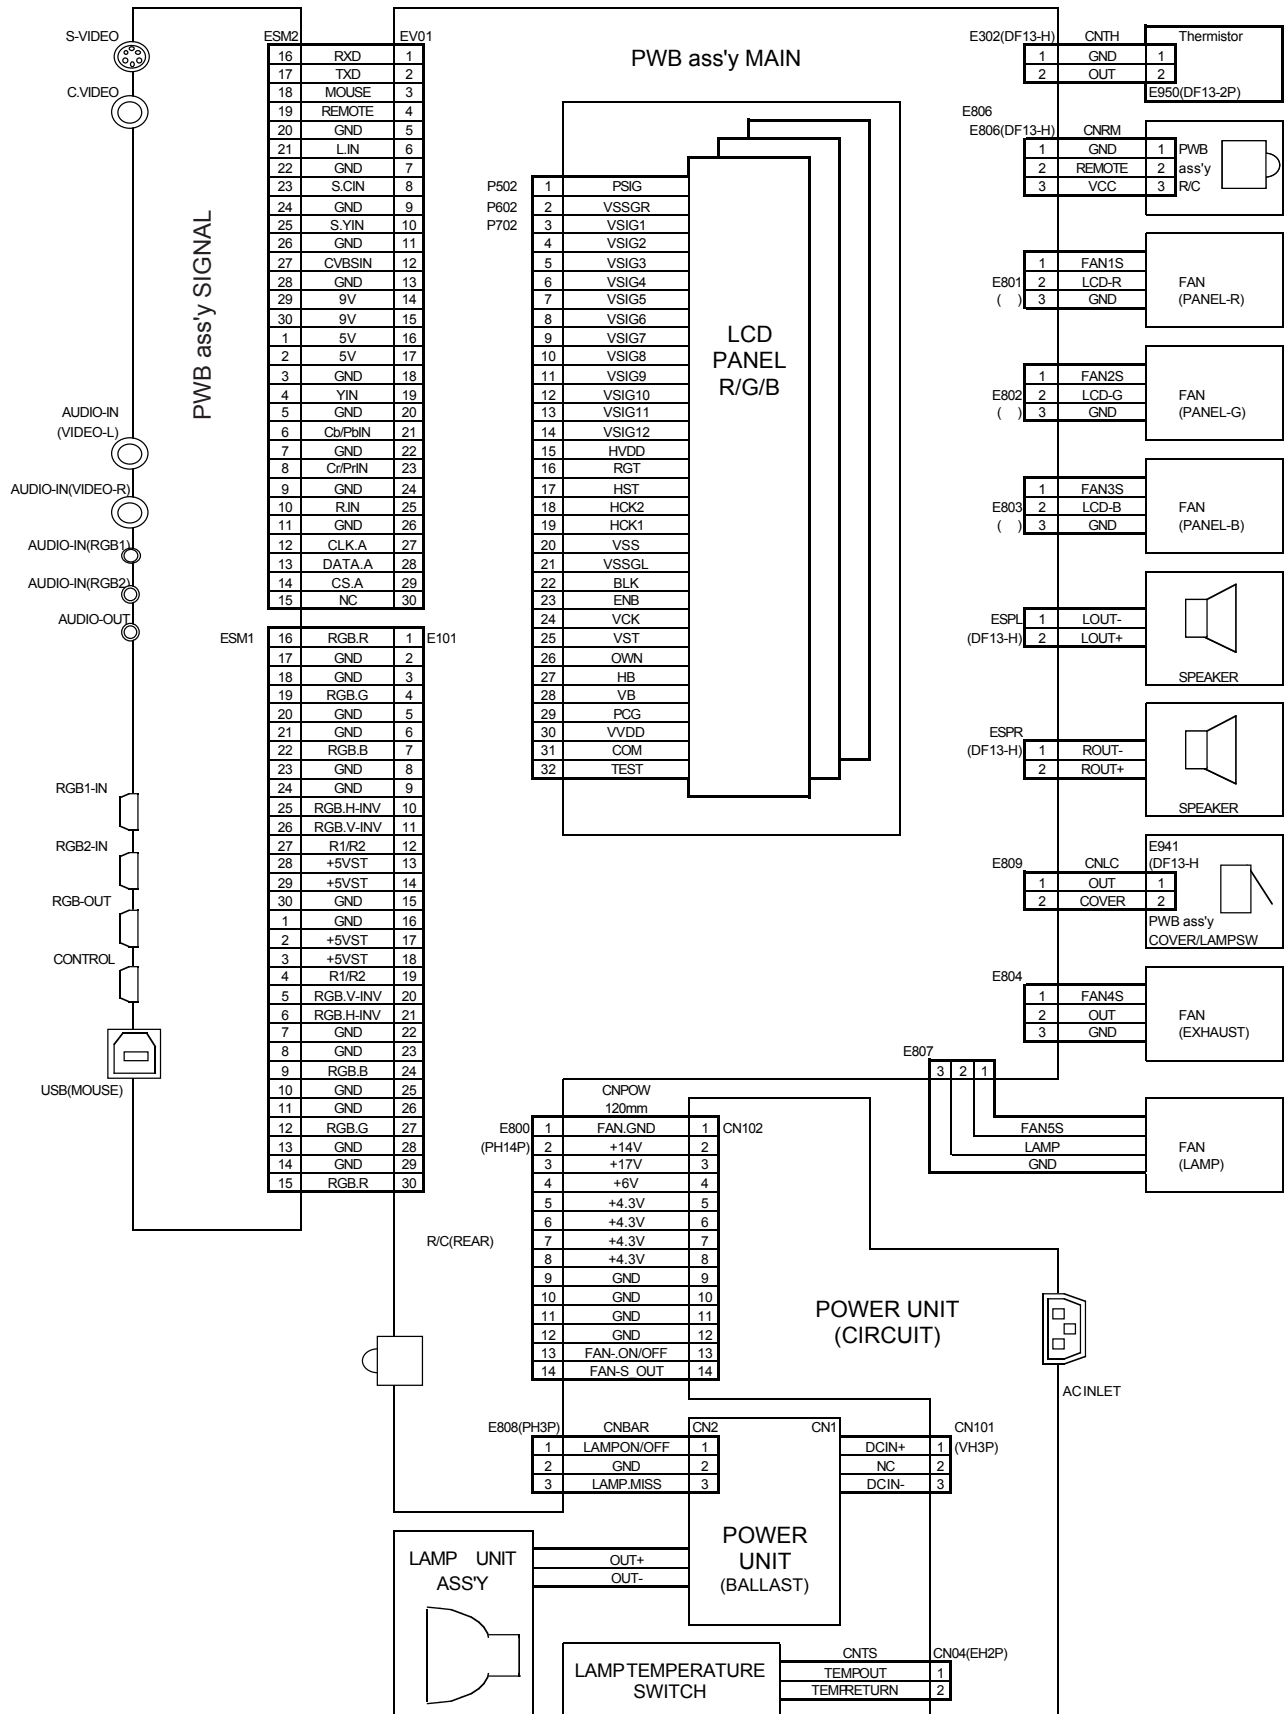 S-VIDEO
C.VIDEO
AUDIO-IN
(VIDEO-L)
AUDIO-IN(VIDEO-R)
AUDIO-IN(RGB1)
AUDIO-IN(RGB2)
AUDIO-OUT
RGB1-IN
RGB2-IN
RGB-OUT
CONTROL
USB(MOUSE)
PWB ass'y SIGNAL
ESM2 EV01
16 RXD 1
17 TXD 2
18 MOUSE 3
19 REMOTE 4
20 GND 5
21 L.IN 6
22 GND 7
23 S.CIN 8
24 GND 9
25 S.YIN 10
26 GND 11
27 CVBSIN 12
28 GND 13
29 9V 14
30 9V 15
1 5V 16
2 5V 17
3 GND 18
4 YIN 19
5 GND 20
6 Cb/PbIN 21
7 GND 22
8 Cr/PrIN 23
9 GND 24
10 R.IN 25
11 GND 26
12 CLK.A 27
13 DATA.A 28
14 CS.A 29
15 NC 30
ESM1 E101
16 RGB.R 1
17 GND 2
18 GND 3
19 RGB.G 4
20 GND 5
21 GND 6
22 RGB.B 7
23 GND 8
24 GND 9
25 RGB.H-INV 10
26 RGB.V-INV 11
27 R1/R2 12
28 +5VST 13
29 +5VST 14
30 GND 15
1 GND 16
2 +5VST 17
3 +5VST 18
4 R1/R2 19
5 RGB.V-INV 20
6 RGB.H-INV 21
7 GND 22
8 GND 23
9 RGB.B 24
10 GND 25
11 GND 26
12 RGB.G 27
13 GND 28
14 GND 29
15 RGB.R 30
PWB ass'y MAIN
P502
P602
P702
1 PSIG
2 VSSGR
3 VSIG1
4 VSIG2
5 VSIG3
6 VSIG4
7 VSIG5
8 VSIG6
9 VSIG7
10 VSIG8
11 VSIG9
12 VSIG10
13 VSIG11
14 VSIG12
15 HVDD
16 RGT
17 HST
18 HCK2
19 HCK1
20 VSS
21 VSSGL
22 BLK
23 ENB
24 VCK
25 VST
26 OWN
27 HB
28 VB
29 PCG
30 VVDD
31 COM
32 TEST
LCD
PANEL
R/G/B
E302(DF13-H) CNTH Thermistor
1 GND 1
2 OUT 2
E950(DF13-2P)
E806
E806(DF13-H) CNRM
1 GND 1 PWB
2 REMOTE 2 ass'y
3 VCC 3 R/C
1 FAN1S
E801 2 LCD-R FAN
( ) 3 GND (PANEL-R)
1 FAN2S
E802 2 LCD-G FAN
( ) 3 GND (PANEL-G)
1 FAN3S
E803 2 LCD-B FAN
( ) 3 GND (PANEL-B)
ESPL 1 LOUT-
(DF13-H) 2 LOUT+
SPEAKER
ESPR
(DF13-H) 1 ROUT-
2 ROUT+
SPEAKER
E941
E809 CNLC (DF13-H
1 OUT 1
2 COVER 2
PWB ass'y
COVER/LAMPSW
E804
1 FAN4S
2 OUT FAN
3 GND (EXHAUST)
E807
3 2 1
FAN5S
LAMP FAN
GND (LAMP)
CNPOW
120mm
E800 1 FAN.GND 1 CN102
(PH14P) 2 +14V 2
3 +17V 3
4 +6V 4
5 +4.3V 5
6 +4.3V 6
7 +4.3V 7
8 +4.3V 8
9 GND 9
10 GND 10
11 GND 11
12 GND 12
13 FAN-.ON/OFF 13
14 FAN-S_OUT 14
R/C(REAR)
POWER UNIT
(CIRCUIT)
AC INLET
E808(PH3P) CNBAR CN2
1 LAMPON/OFF 1
2 GND 2
3 LAMP.MISS 3
CN1 CN101
DCIN+ 1 (VH3P)
NC 2
DCIN- 3
POWER
UNIT
(BALLAST)
LAMP UNIT
ASS'Y
OUT+
OUT-
LAMP TEMPERATURE
SWITCH
CNTS CN04(EH2P)
TEMPOUT 1
TEMPRETURN 2